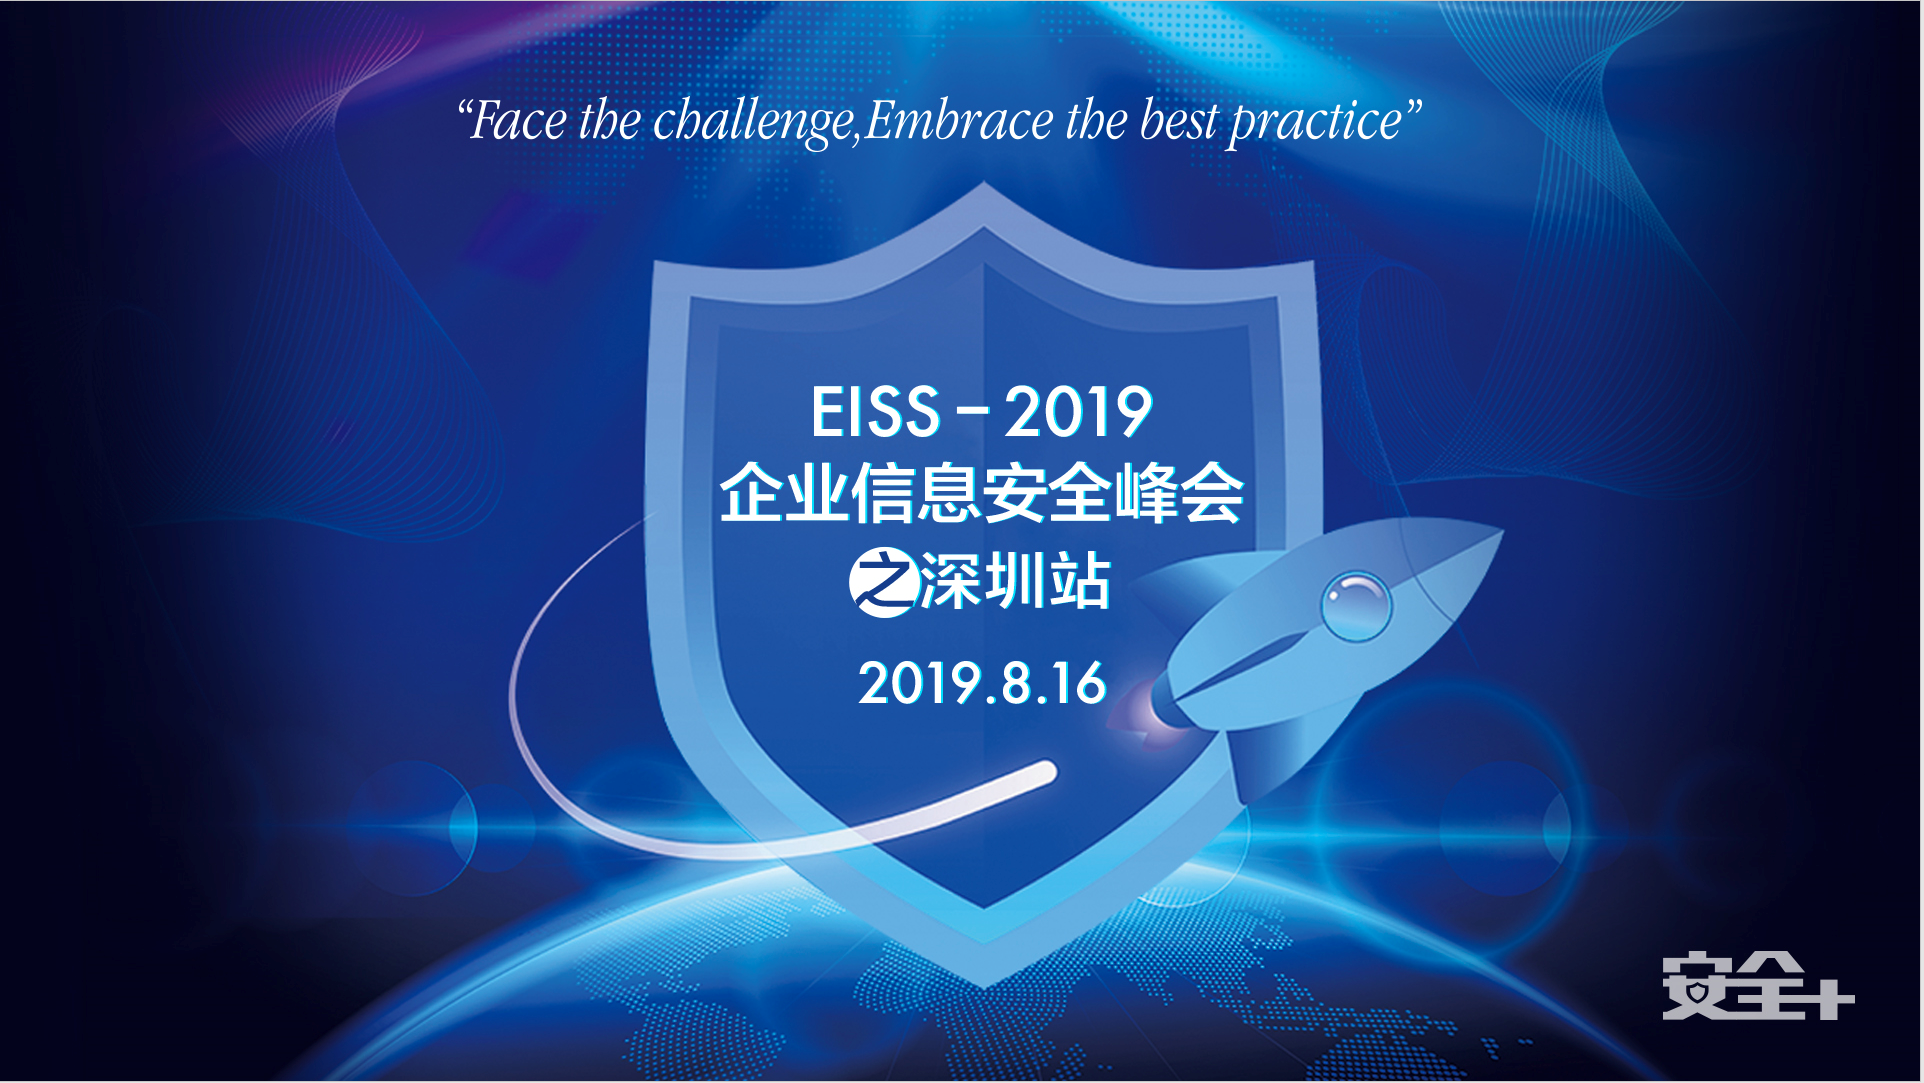 “Face the challenge,Embrace the best practice”
EISS－2019
企业信息安全峰会
之深圳站
2019.8.16
安全+